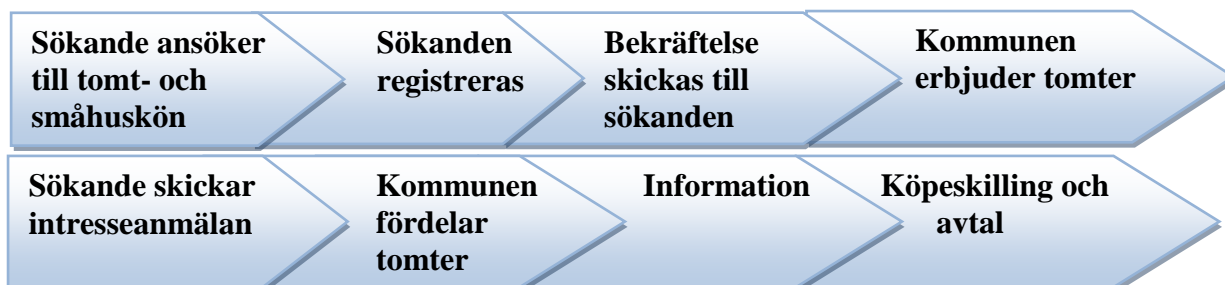 Sökande ansöker
till tomt- och
småhuskön
Sökanden
registreras
Bekräftelse
skickas till
sökanden
Kommunen
erbjuder tomter
Sökande skickar
intresseanmälan
Kommunen
fördelar
tomter
Information
Köpeskilling och
avtal